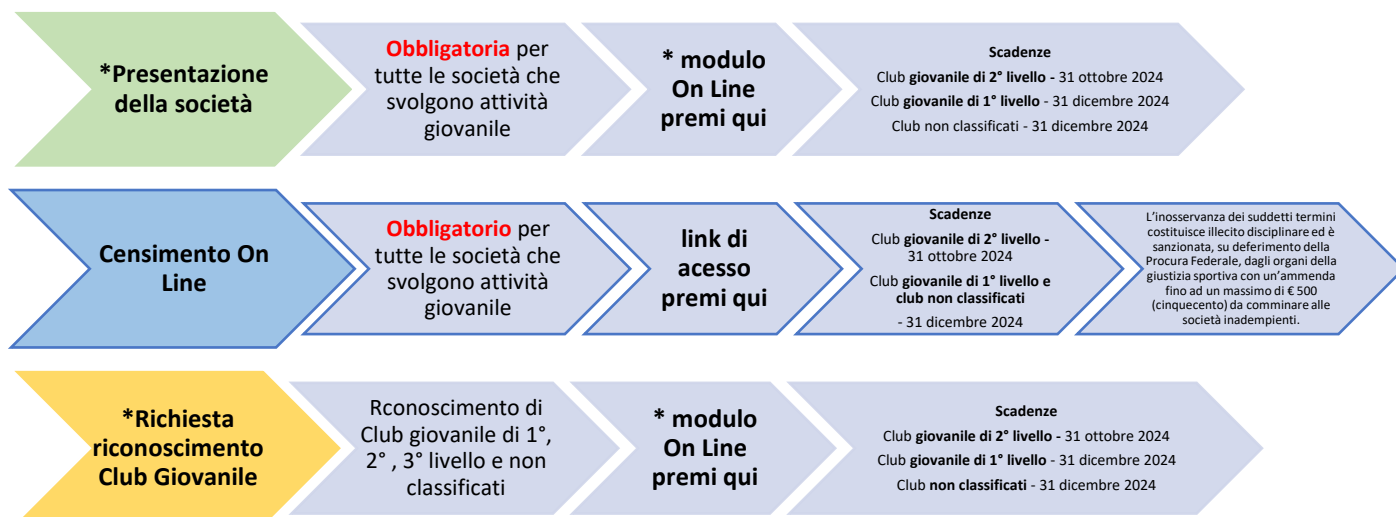 *Presentazione
della società
Obbligatoria per
tutte le società che
svolgono attività
giovanile
* modulo
On Line
premi qui
Scadenze
Club giovanile di 2° livello - 31 ottobre 2024
Club giovanile di 1° livello - 31 dicembre 2024
Club non classificati - 31 dicembre 2024
Censimento On
Line
Obbligatorio per
tutte le società che
svolgono attività
giovanile
link di
acesso
premi qui
Scadenze
Club giovanile di 2° livello -
31 ottobre 2024
Club giovanile di 1° livello e
club non classificati
- 31 dicembre 2024
L'inosservanza dei suddetti termini
costituisce illecito disciplinare ed è
sanzionata, su deferimento della
Procura Federale, dagli organi della
giustizia sportiva con un'ammenda
fino ad un massimo di € 500
(cinquecento) da comminare alle
società inadempienti.
*Richiesta
riconoscimento
Club Giovanile
Rconoscimento di
Club giovanile di 1°,
2° , 3° livello e non
classificati
* modulo
On Line
premi qui
Scadenze
Club giovanile di 2° livello - 31 ottobre 2024
Club giovanile di 1° livello - 31 dicembre 2024
Club non classificati - 31 dicembre 2024